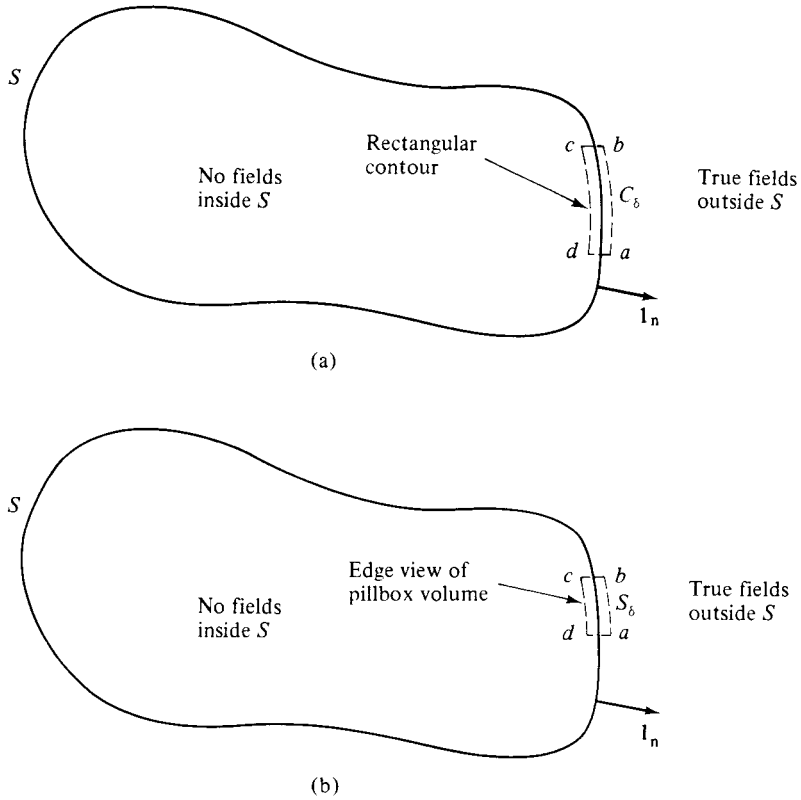 S
No fields
inside S
Rectangular
contour
c
b
C_δ
d
a
True fields
outside S
1_n
(a)
S
No fields
inside S
Edge view of
pillbox volume
c
b
S_δ
d
a
True fields
outside S
1_n
(b)